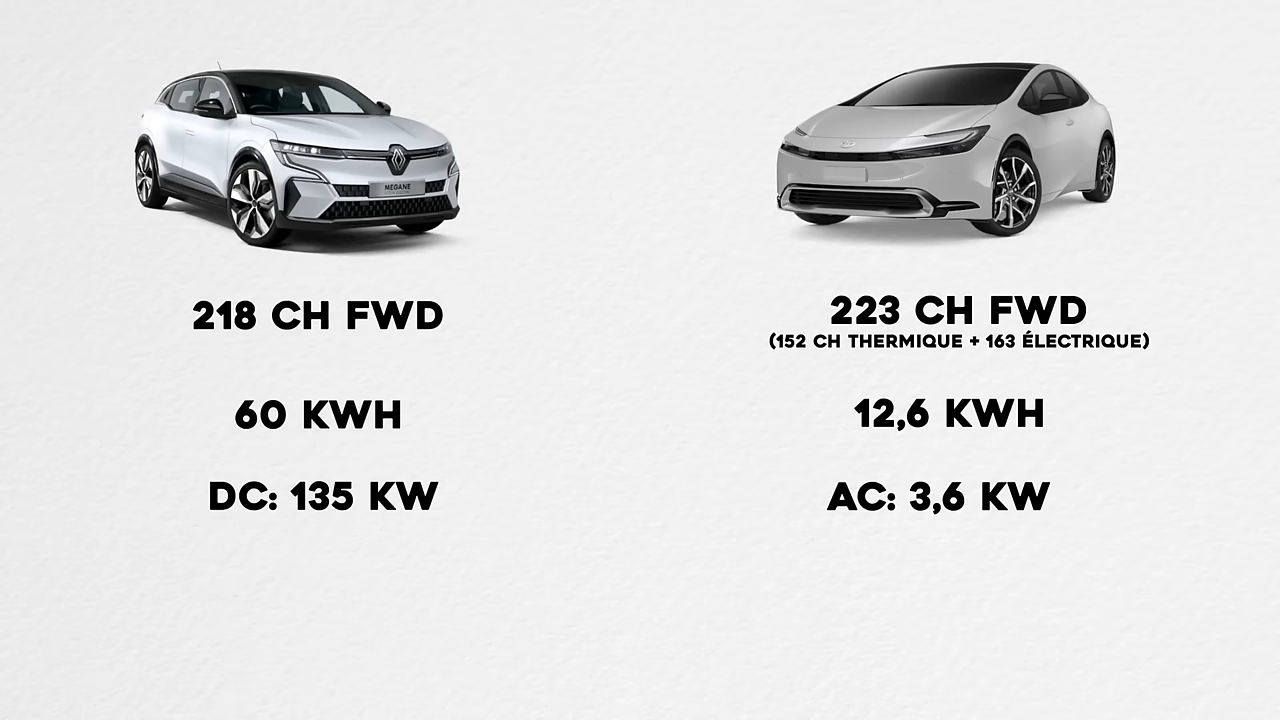 MEGANE
218 CH FWD
60 KWH
DC: 135 KW
223 CH FWD
(152 CH THERMIQUE + 163 ÉLECTRIQUE)
12,6 KWH
AC: 3,6 KW